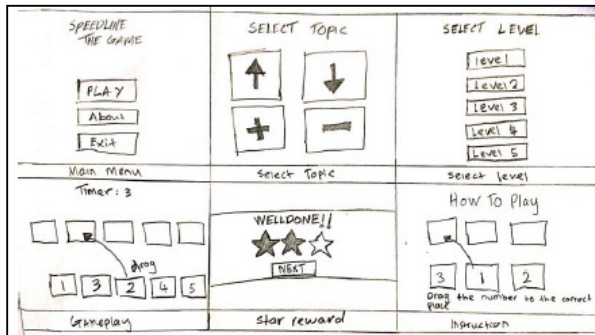 SPEEDLINE
THE GAME
PLAY
About
Exit
Main Menu
SELECT TOPIC
Select Topic
SELECT LEVEL
level
Level 2
Level 3
Level 4
Level 5
Select level
Timer: 3
drog
1 3 2 4 5
Gameplay
WELLDONE!!
NEXT
Star reward
How To Play
3 1 2
Drag the number to the correct
place
Instruction